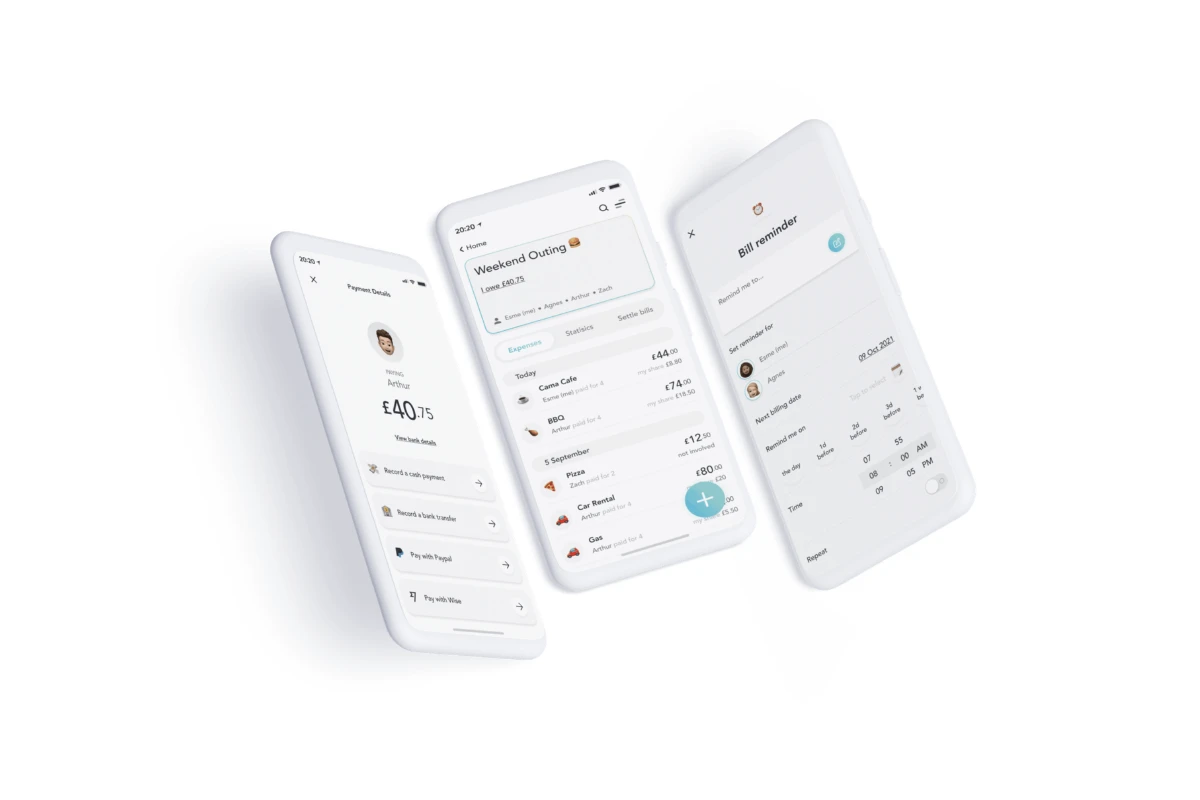 20:20
Payment Details
PAYING
Arthur
£40.75
View bank details
Record a cash payment
Record a bank transfer
Pay with Paypal
Pay with Wise
20:20
Home
Weekend Outing
I owe £40.75
Esme (me) • Agnes • Arthur • Zach
Expenses
Statisics
Settle bills
Today
Cama Cafe
£44.00
Esme (me) paid for 4
my share £8.80
BBQ
£74.00
Arthur paid for 4
my share £18.50
5 September
Pizza
£12.50
Zach paid for 2
not involved
Car Rental
£80.00
Arthur paid for 4
£20
Gas
.00
Arthur paid for 4
my share £5.50
Bill reminder
Remind me to...
Set reminder for
Esme (me)
Agnes
Next billing date
09 Oct 2021
Remind me on
the day
1d before
2d before
3d before
1 w
Time
07 55
08 : 00 AM
09 05 PM
Repeat